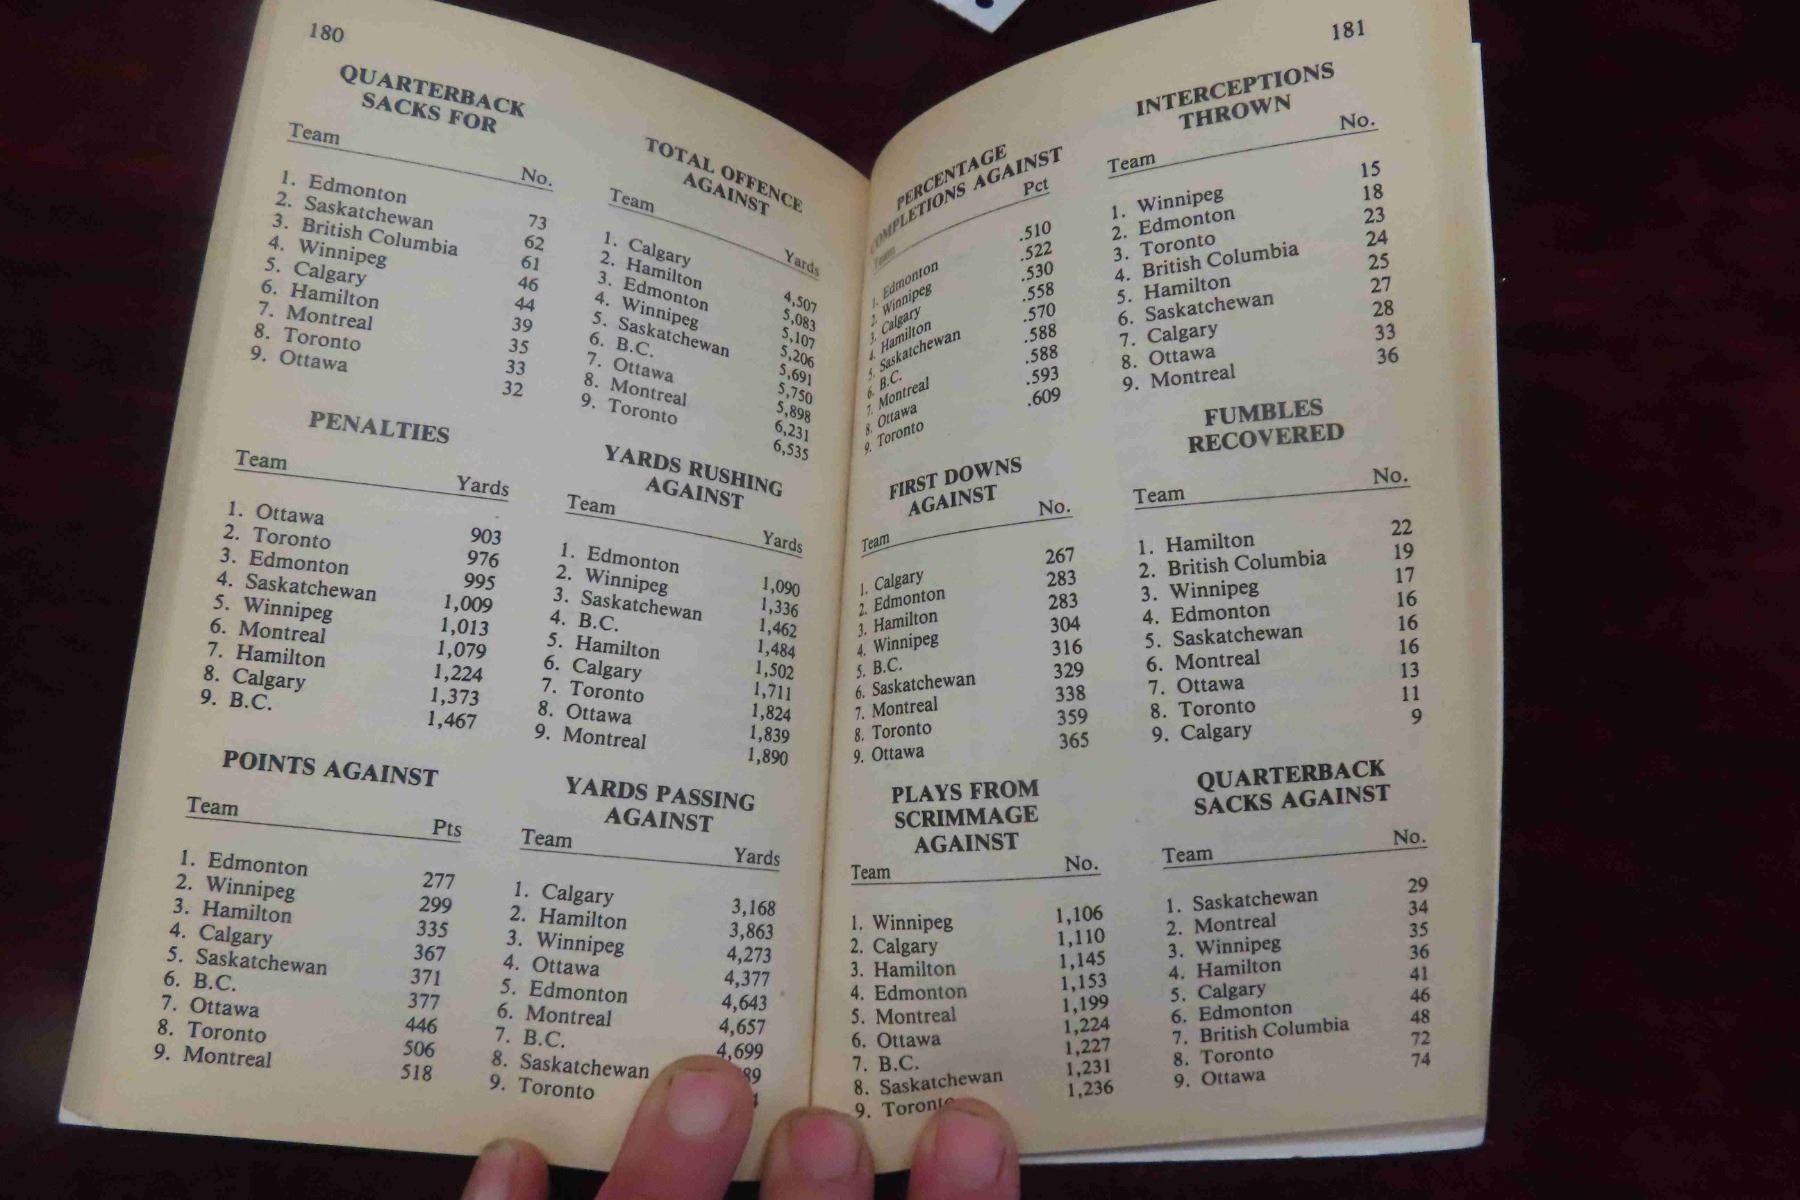 180
QUARTERBACK
SACKS FOR
Team No.
1. Edmonton 73
2. Saskatchewan 62
3. British Columbia 61
4. Winnipeg 46
5. Calgary 44
6. Hamilton 39
7. Montreal 35
8. Toronto 33
9. Ottawa 32
PENALTIES
Team Yards
1. Ottawa 903
2. Toronto 976
3. Edmonton 995
4. Saskatchewan 1,009
5. Winnipeg 1,013
6. Montreal 1,079
7. Hamilton 1,224
8. Calgary 1,373
9. B.C. 1,467
POINTS AGAINST
Team Pts
1. Edmonton 277
2. Winnipeg 299
3. Hamilton 335
4. Calgary 367
5. Saskatchewan 371
6. B.C. 377
7. Ottawa 446
8. Toronto 506
9. Montreal 518
TOTAL OFFENCE
AGAINST
Team Yards
1. Calgary 4,507
2. Hamilton 5,083
3. Edmonton 5,107
4. Winnipeg 5,206
5. Saskatchewan 5,691
6. B.C. 5,750
7. Ottawa 5,898
8. Montreal 6,231
9. Toronto 6,535
YARDS RUSHING
AGAINST
Team Yards
1. Edmonton 1,090
2. Winnipeg 1,336
3. Saskatchewan 1,462
4. B.C. 1,484
5. Hamilton 1,502
6. Calgary 1,711
7. Toronto 1,824
8. Ottawa 1,839
9. Montreal 1,890
YARDS PASSING
AGAINST
Team Yards
1. Calgary 3,168
2. Hamilton 3,863
3. Winnipeg 4,273
4. Ottawa 4,377
5. Edmonton 4,643
6. Montreal 4,657
7. B.C. 4,699
8. Saskatchewan
9. Toronto
181
PERCENTAGE
COMPLETIONS AGAINST
Team Pct
1. Edmonton .510
2. Winnipeg .522
3. Calgary .530
4. Hamilton .558
5. Saskatchewan .570
6. B.C. .588
7. Montreal .588
8. Ottawa .593
9. Toronto .609
FIRST DOWNS
AGAINST
Team No.
1. Calgary 267
2. Edmonton 283
3. Hamilton 283
4. Winnipeg 304
5. B.C. 316
6. Saskatchewan 329
7. Montreal 338
8. Toronto 359
9. Ottawa 365
PLAYS FROM
SCRIMMAGE
AGAINST
Team No.
1. Winnipeg 1,106
2. Calgary 1,110
3. Hamilton 1,145
4. Edmonton 1,153
5. Montreal 1,199
6. Ottawa 1,224
7. B.C. 1,227
8. Saskatchewan 1,231
9. Toronto 1,236
INTERCEPTIONS
THROWN
Team No.
1. Winnipeg 15
2. Edmonton 18
3. Toronto 23
4. British Columbia 24
5. Hamilton 25
6. Saskatchewan 27
7. Calgary 28
8. Ottawa 33
9. Montreal 36
FUMBLES
RECOVERED
Team No.
1. Hamilton 22
2. British Columbia 19
3. Winnipeg 17
4. Edmonton 16
5. Saskatchewan 16
6. Montreal 16
7. Ottawa 13
8. Toronto 11
9. Calgary 9
QUARTERBACK
SACKS AGAINST
Team No.
1. Saskatchewan 29
2. Montreal 34
3. Winnipeg 35
4. Hamilton 36
5. Calgary 41
6. Edmonton 46
7. British Columbia 48
8. Toronto 72
9. Ottawa 74